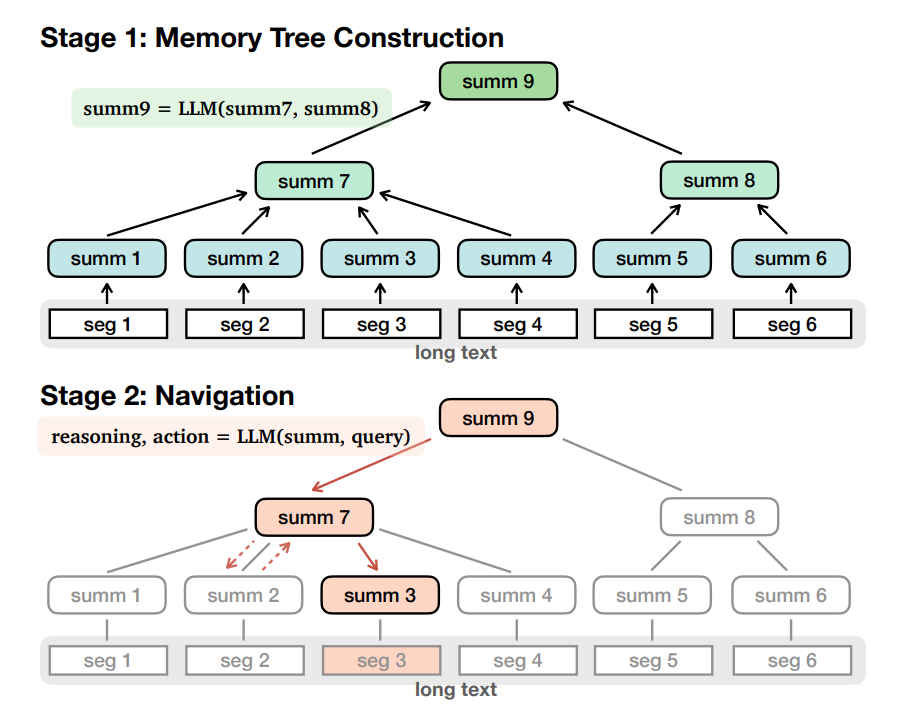 Stage 1: Memory Tree Construction
summ 9
summ9 = LLM(summ7, summ8)
summ 7
summ 8
summ 1
summ 2
summ 3
summ 4
summ 5
summ 6
seg 1
seg 2
seg 3
seg 4
seg 5
seg 6
long text
Stage 2: Navigation
summ 9
reasoning, action = LLM(summ, query)
summ 7
summ 8
summ 1
summ 2
summ 3
summ 4
summ 5
summ 6
seg 1
seg 2
seg 3
seg 4
seg 5
seg 6
long text